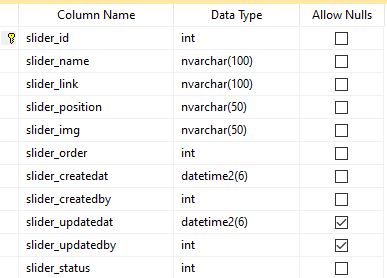 Column Name Data Type Allow Nulls
slider_id int
slider_name nvarchar(100)
slider_link nvarchar(100)
slider_position nvarchar(50)
slider_img nvarchar(50)
slider_order int
slider_createdat datetime2(6)
slider_createdby int
slider_updatedat datetime2(6)
slider_updatedby int
slider_status int